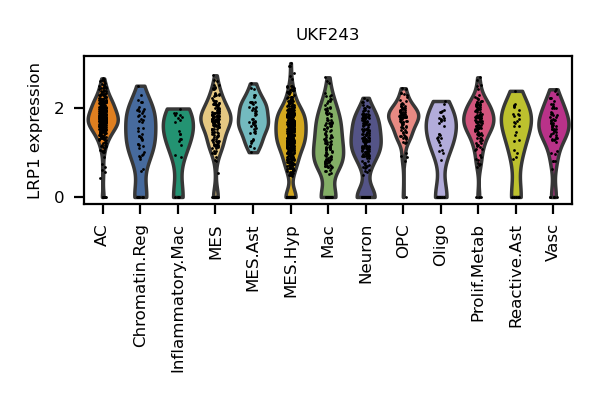 UKF243
LRP1 expression
2
0
AC
Chromatin.Reg
Inflammatory.Mac
MES
MES.Ast
MES.Hyp
Mac
Neuron
OPC
Oligo
Prolif.Metab
Reactive.Ast
Vasc